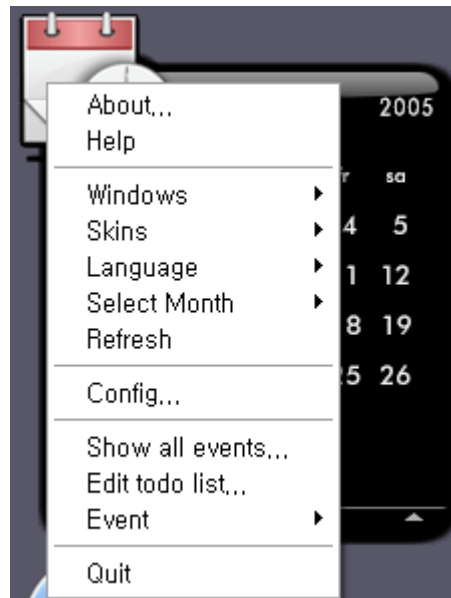 About...
2005
Help
sa
Windows
Skins
4 5
Language
1 12
Select Month
8 19
Refresh
25 26
Config...
Show all events...
Edit todo list...
Event
Quit